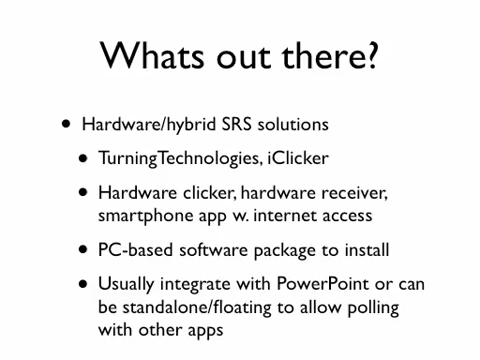 Whats out there?
• Hardware/hybrid SRS solutions
• TurningTechnologies, iClicker
• Hardware clicker, hardware receiver,
smartphone app w. internet access
• PC-based software package to install
• Usually integrate with PowerPoint or can
be standalone/floating to allow polling
with other apps